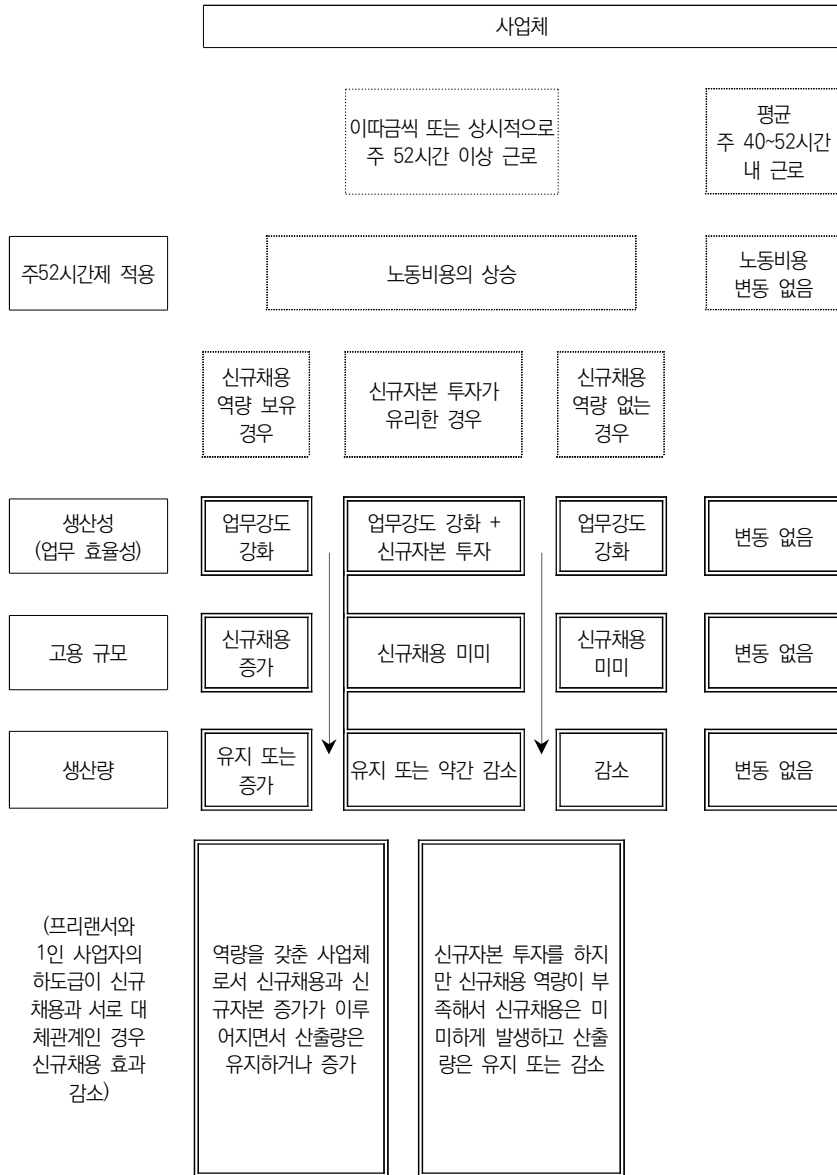 사업체
이따금씩 또는 상시적으로
주 52시간 이상 근로
평균
주 40~52시간
내 근로
주52시간제 적용
노동비용의 상승
노동비용
변동 없음
신규채용
역량 보유
경우
신규자본 투자가
유리한 경우
신규채용
역량 없는
경우
생산성
(업무 효율성)
업무강도
강화
업무강도 강화 +
신규자본 투자
업무강도
강화
변동 없음
고용 규모
신규채용
증가
신규채용 미미
신규채용
미미
변동 없음
생산량
유지 또는
증가
유지 또는 약간 감소
감소
변동 없음
(프리랜서와
1인 사업자의
하도급이 신규
채용과 서로 대
체관계인 경우
신규채용 효과
감소)
역량을 갖춘 사업체
로서 신규채용과 신
규자본 증가가 이루
어지면서 산출량은
유지하거나 증가
신규자본 투자를 하지
만 신규채용 역량이 부
족해서 신규채용은 미
미하게 발생하고 산출
량은 유지 또는 감소